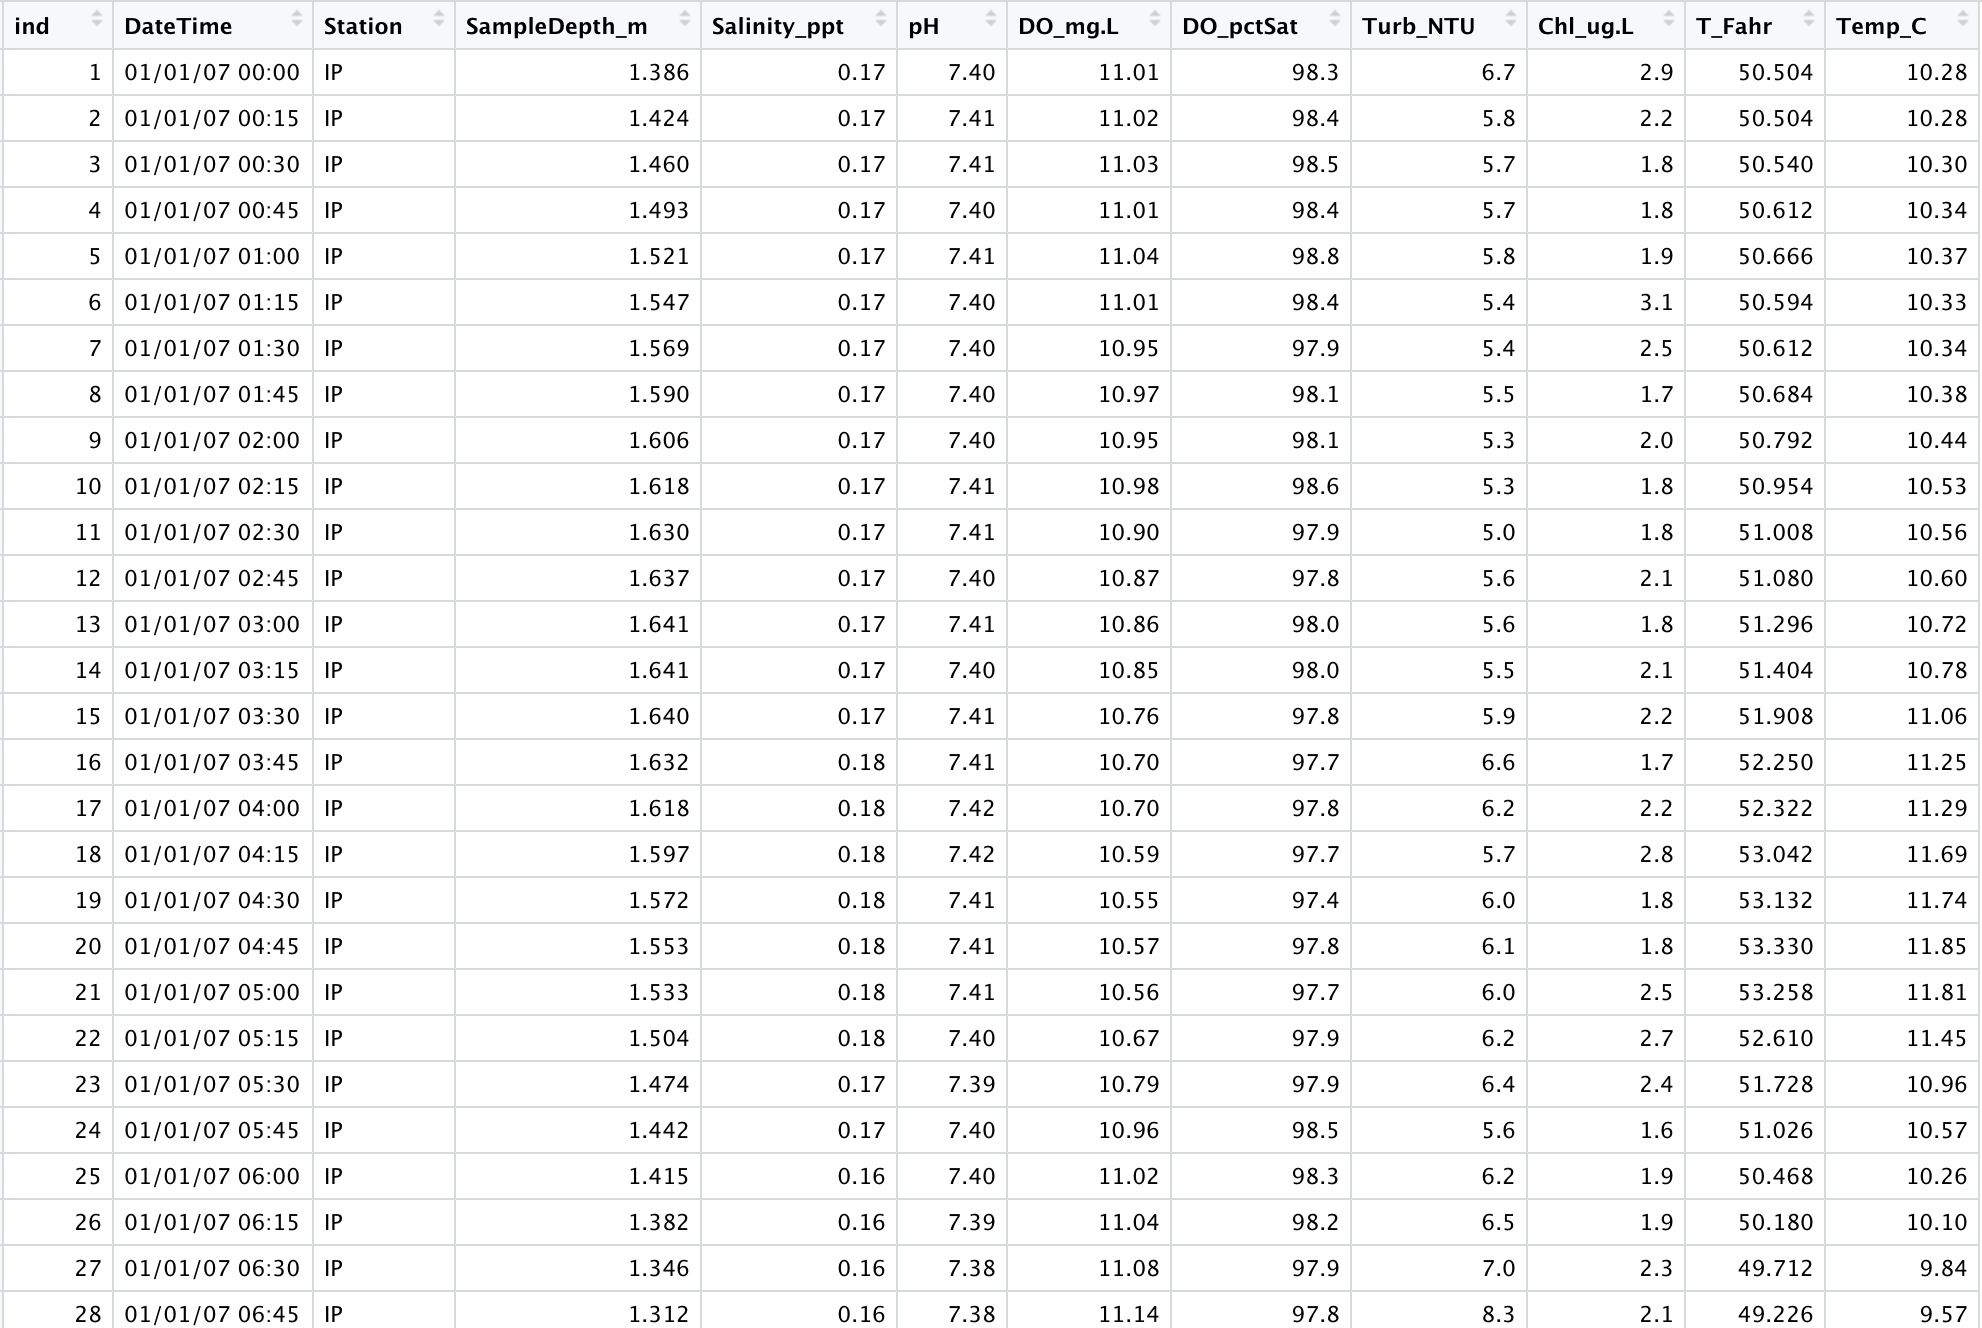 ind DateTime Station SampleDepth_m Salinity_ppt pH DO_mg.L DO_pctSat Turb_NTU Chl_ug.L T_Fahr Temp_C
1 01/01/07 00:00 IP 1.386 0.17 7.40 11.01 98.3 6.7 2.9 50.504 10.28
2 01/01/07 00:15 IP 1.424 0.17 7.41 11.02 98.4 5.8 2.2 50.504 10.28
3 01/01/07 00:30 IP 1.460 0.17 7.41 11.03 98.5 5.7 1.8 50.540 10.30
4 01/01/07 00:45 IP 1.493 0.17 7.40 11.01 98.4 5.7 1.8 50.612 10.34
5 01/01/07 01:00 IP 1.521 0.17 7.41 11.04 98.8 5.8 1.9 50.666 10.37
6 01/01/07 01:15 IP 1.547 0.17 7.40 11.01 98.4 5.4 3.1 50.594 10.33
7 01/01/07 01:30 IP 1.569 0.17 7.40 10.95 97.9 5.4 2.5 50.612 10.34
8 01/01/07 01:45 IP 1.590 0.17 7.40 10.97 98.1 5.5 1.7 50.684 10.38
9 01/01/07 02:00 IP 1.606 0.17 7.40 10.95 98.1 5.3 2.0 50.792 10.44
10 01/01/07 02:15 IP 1.618 0.17 7.41 10.98 98.6 5.3 1.8 50.954 10.53
11 01/01/07 02:30 IP 1.630 0.17 7.41 10.90 97.9 5.0 1.8 51.008 10.56
12 01/01/07 02:45 IP 1.637 0.17 7.40 10.87 97.8 5.6 2.1 51.080 10.60
13 01/01/07 03:00 IP 1.641 0.17 7.41 10.86 98.0 5.6 1.8 51.296 10.72
14 01/01/07 03:15 IP 1.641 0.17 7.40 10.85 98.0 5.5 2.1 51.404 10.78
15 01/01/07 03:30 IP 1.640 0.17 7.41 10.76 97.8 5.9 2.2 51.908 11.06
16 01/01/07 03:45 IP 1.632 0.18 7.41 10.70 97.7 6.6 1.7 52.250 11.25
17 01/01/07 04:00 IP 1.618 0.18 7.42 10.70 97.8 6.2 2.2 52.322 11.29
18 01/01/07 04:15 IP 1.597 0.18 7.42 10.59 97.7 5.7 2.8 53.042 11.69
19 01/01/07 04:30 IP 1.572 0.18 7.41 10.55 97.4 6.0 1.8 53.132 11.74
20 01/01/07 04:45 IP 1.553 0.18 7.41 10.57 97.8 6.1 1.8 53.330 11.85
21 01/01/07 05:00 IP 1.533 0.18 7.41 10.56 97.7 6.0 2.5 53.258 11.81
22 01/01/07 05:15 IP 1.504 0.18 7.40 10.67 97.9 6.2 2.7 52.610 11.45
23 01/01/07 05:30 IP 1.474 0.17 7.39 10.79 97.9 6.4 2.4 51.728 10.96
24 01/01/07 05:45 IP 1.442 0.17 7.40 10.96 98.5 5.6 1.6 51.026 10.57
25 01/01/07 06:00 IP 1.415 0.16 7.40 11.02 98.3 6.2 1.9 50.468 10.26
26 01/01/07 06:15 IP 1.382 0.16 7.39 11.04 98.2 6.5 1.9 50.180 10.10
27 01/01/07 06:30 IP 1.346 0.16 7.38 11.08 97.9 7.0 2.3 49.712 9.84
28 01/01/07 06:45 IP 1.312 0.16 7.38 11.14 97.8 8.3 2.1 49.226 9.57